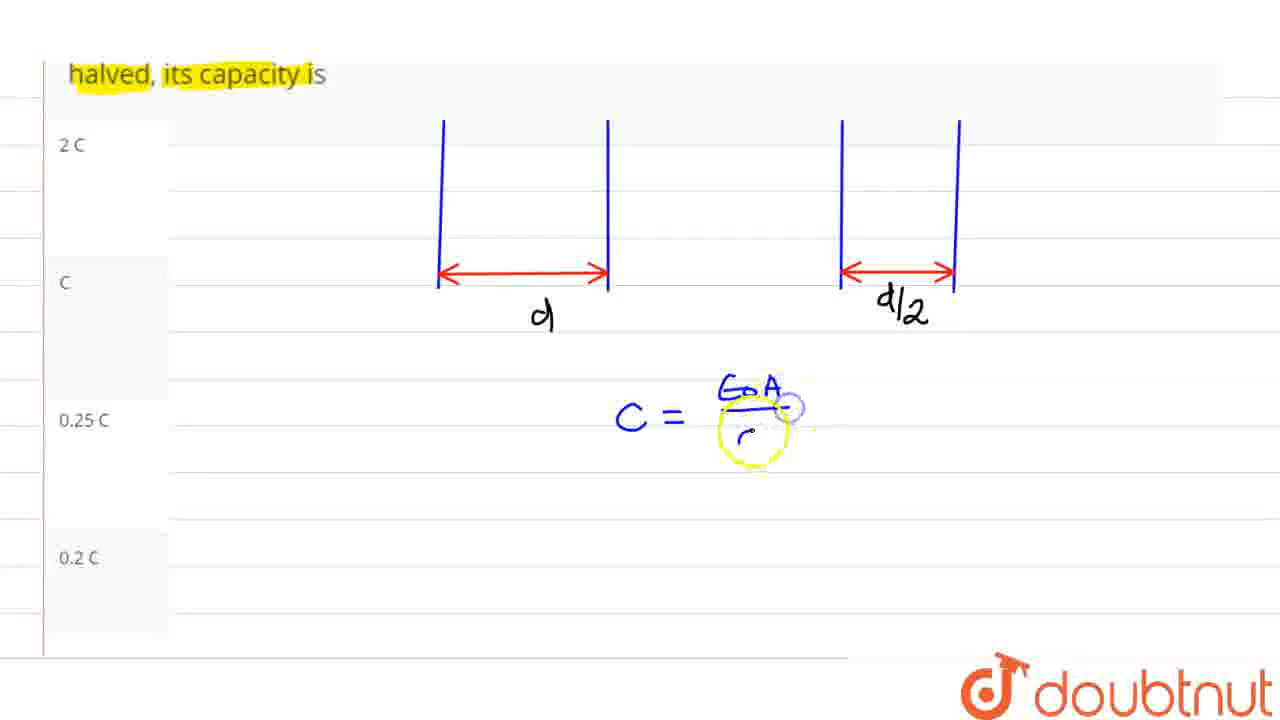 halved, its capacity is
2 C
C
0.25 C
0.2 C
d
d/2
C = ε₀A
doubtnut